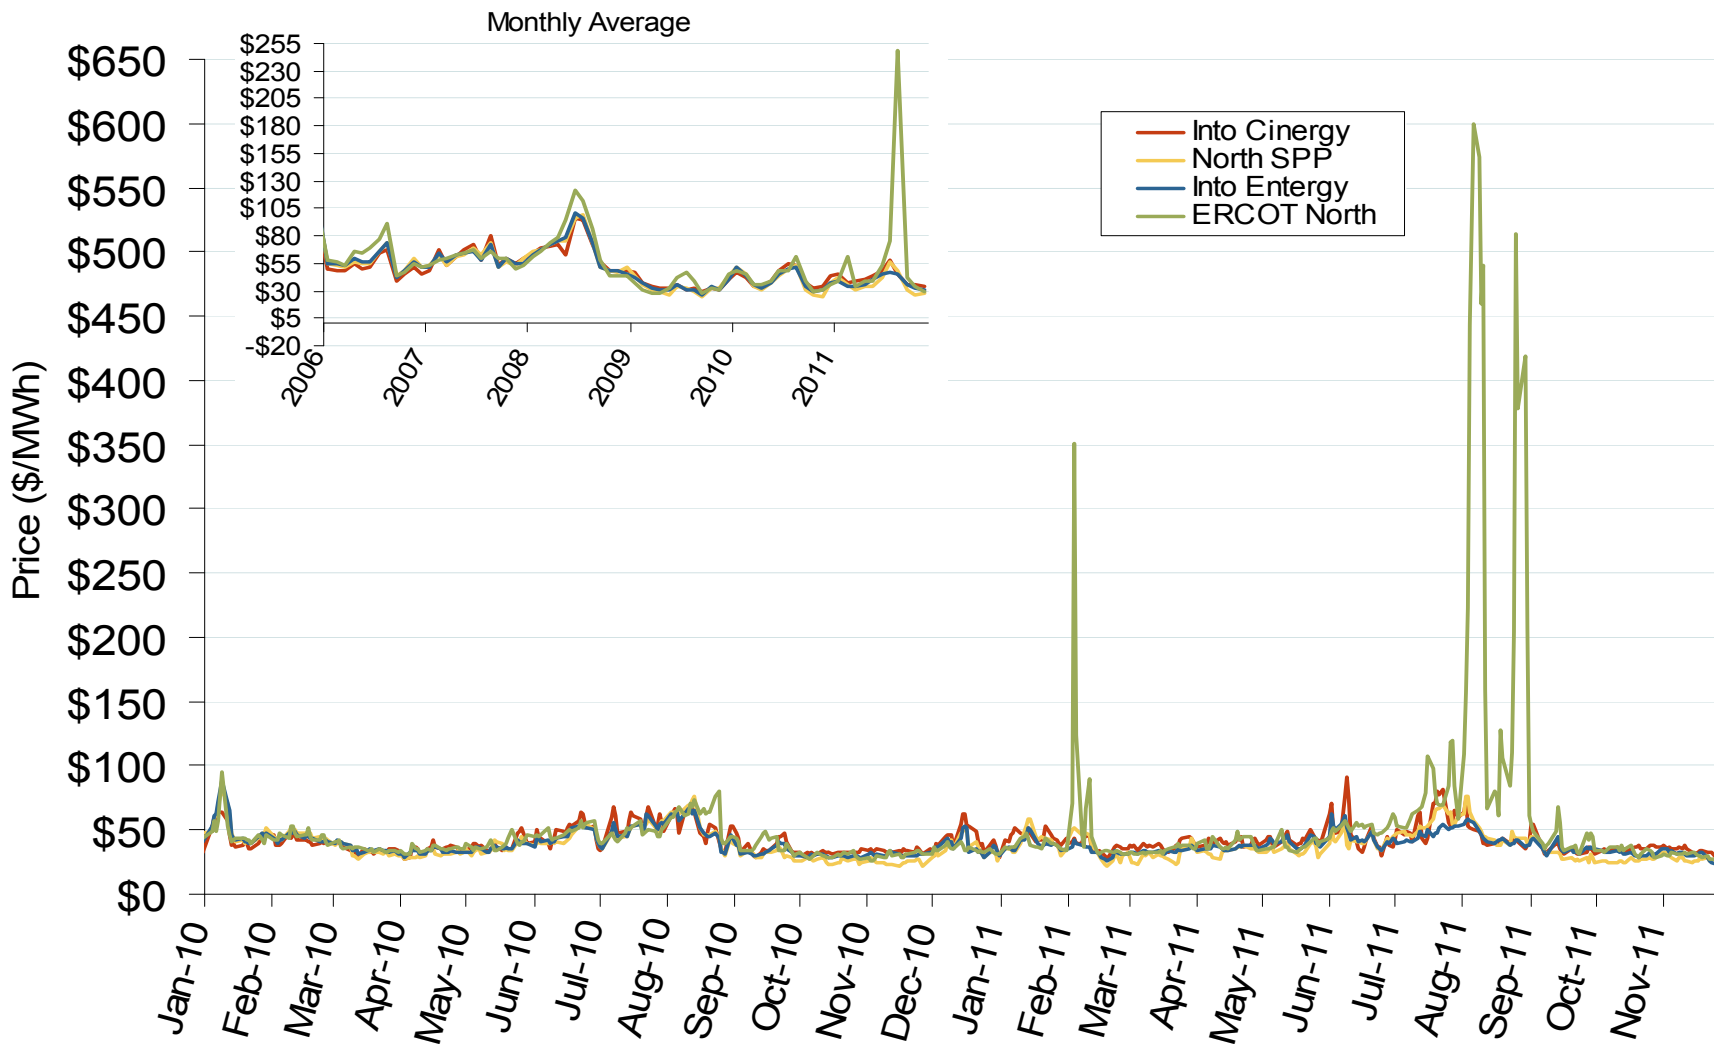 Monthly Average
$255
$230
$205
$180
$155
$130
$105
$80
$55
$30
$5
-$20
2006
2007
2008
2009
2010
2011
$650
$600
$550
$500
$450
$400
$350
$300
$250
$200
$150
$100
$50
$0
Price ($/MWh)
Into Cinergy
North SPP
Into Entergy
ERCOT North
Jan-10
Feb-10
Mar-10
Apr-10
May-10
Jun-10
Jul-10
Aug-10
Sep-10
Oct-10
Nov-10
Dec-10
Jan-11
Feb-11
Mar-11
Apr-11
May-11
Jun-11
Jul-11
Aug-11
Sep-11
Oct-11
Nov-11